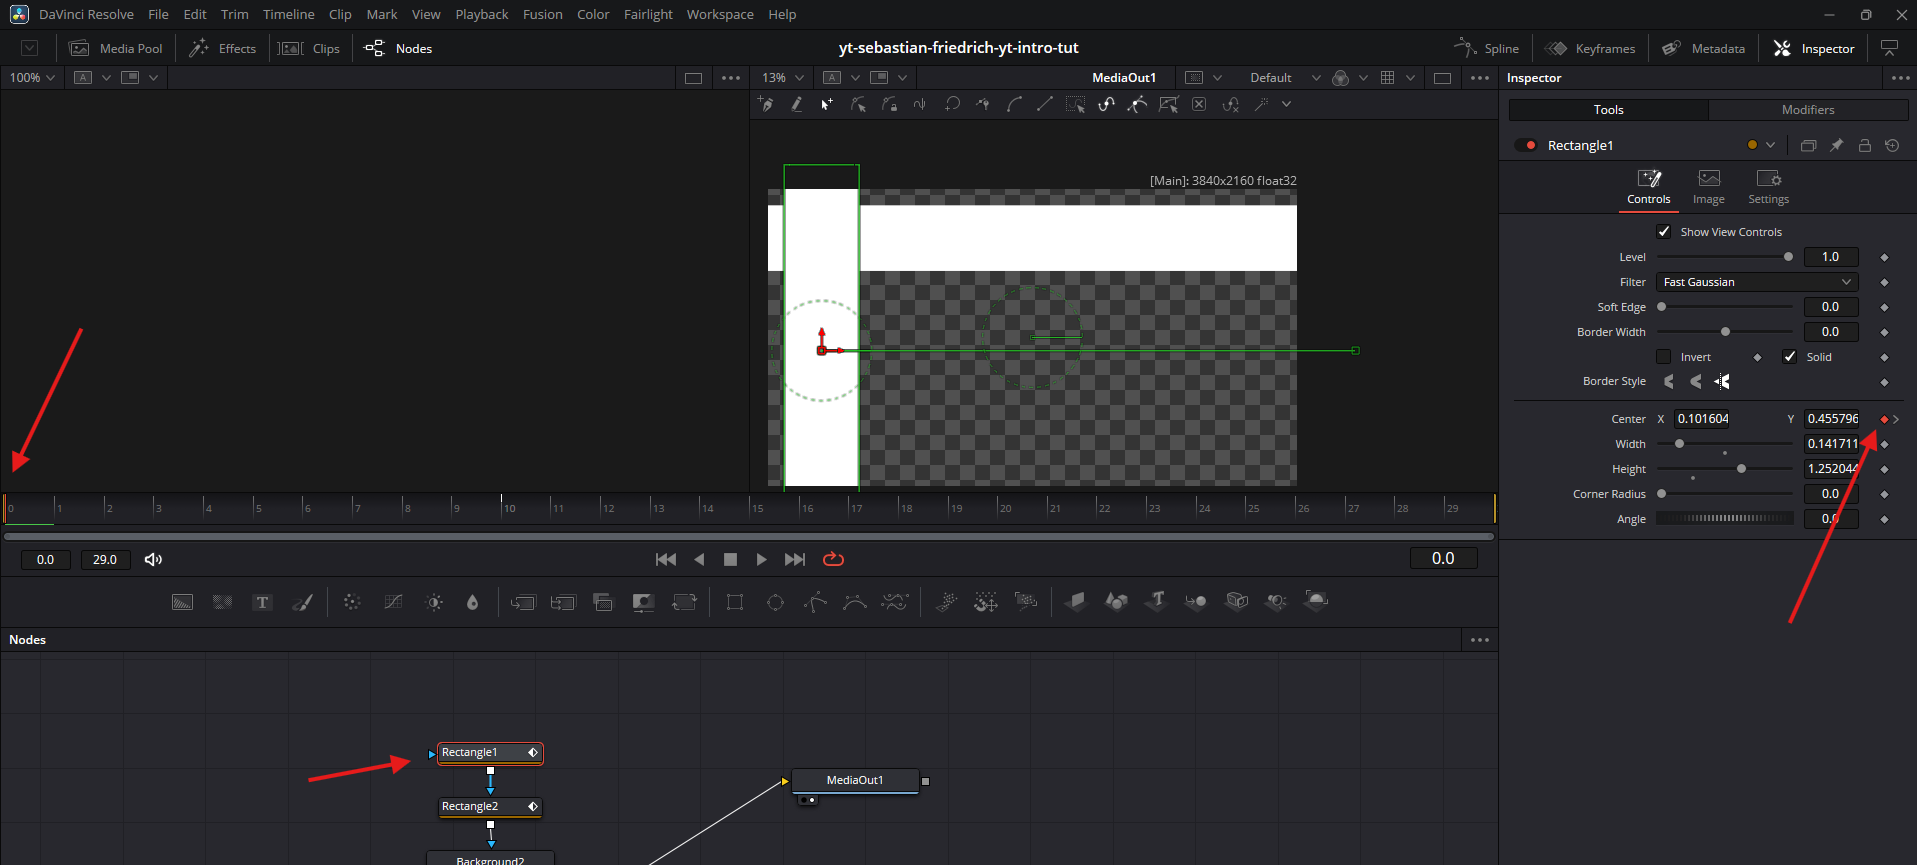 DaVinci Resolve File Edit Trim Timeline Clip Mark View Playback Fusion Color Fairlight Workspace Help
Media Pool Effects Clips Nodes yt-sebastian-friedrich-yt-intro-tut Spline Keyframes Metadata Inspector
100% A 13% A MediaOut1 Default Inspector
Tools Modifiers
Rectangle1
[Main]: 3840x2160 float32
Controls Image Settings
Show View Controls
Level 1.0
Filter Fast Gaussian
Soft Edge 0.0
Border Width 0.0
Invert Solid
Border Style
Center X 0.101604 Y 0.455796
Width 0.141711
Height 1.252044
Corner Radius 0.0
Angle 0.0
0 1 2 3 4 5 6 7 8 9 10 11 12 13 14 15 16 17 18 19 20 21 22 23 24 25 26 27 28 29
0.0 29.0 0.0
T T
Nodes
Rectangle1
MediaOut1
Rectangle2
Background2